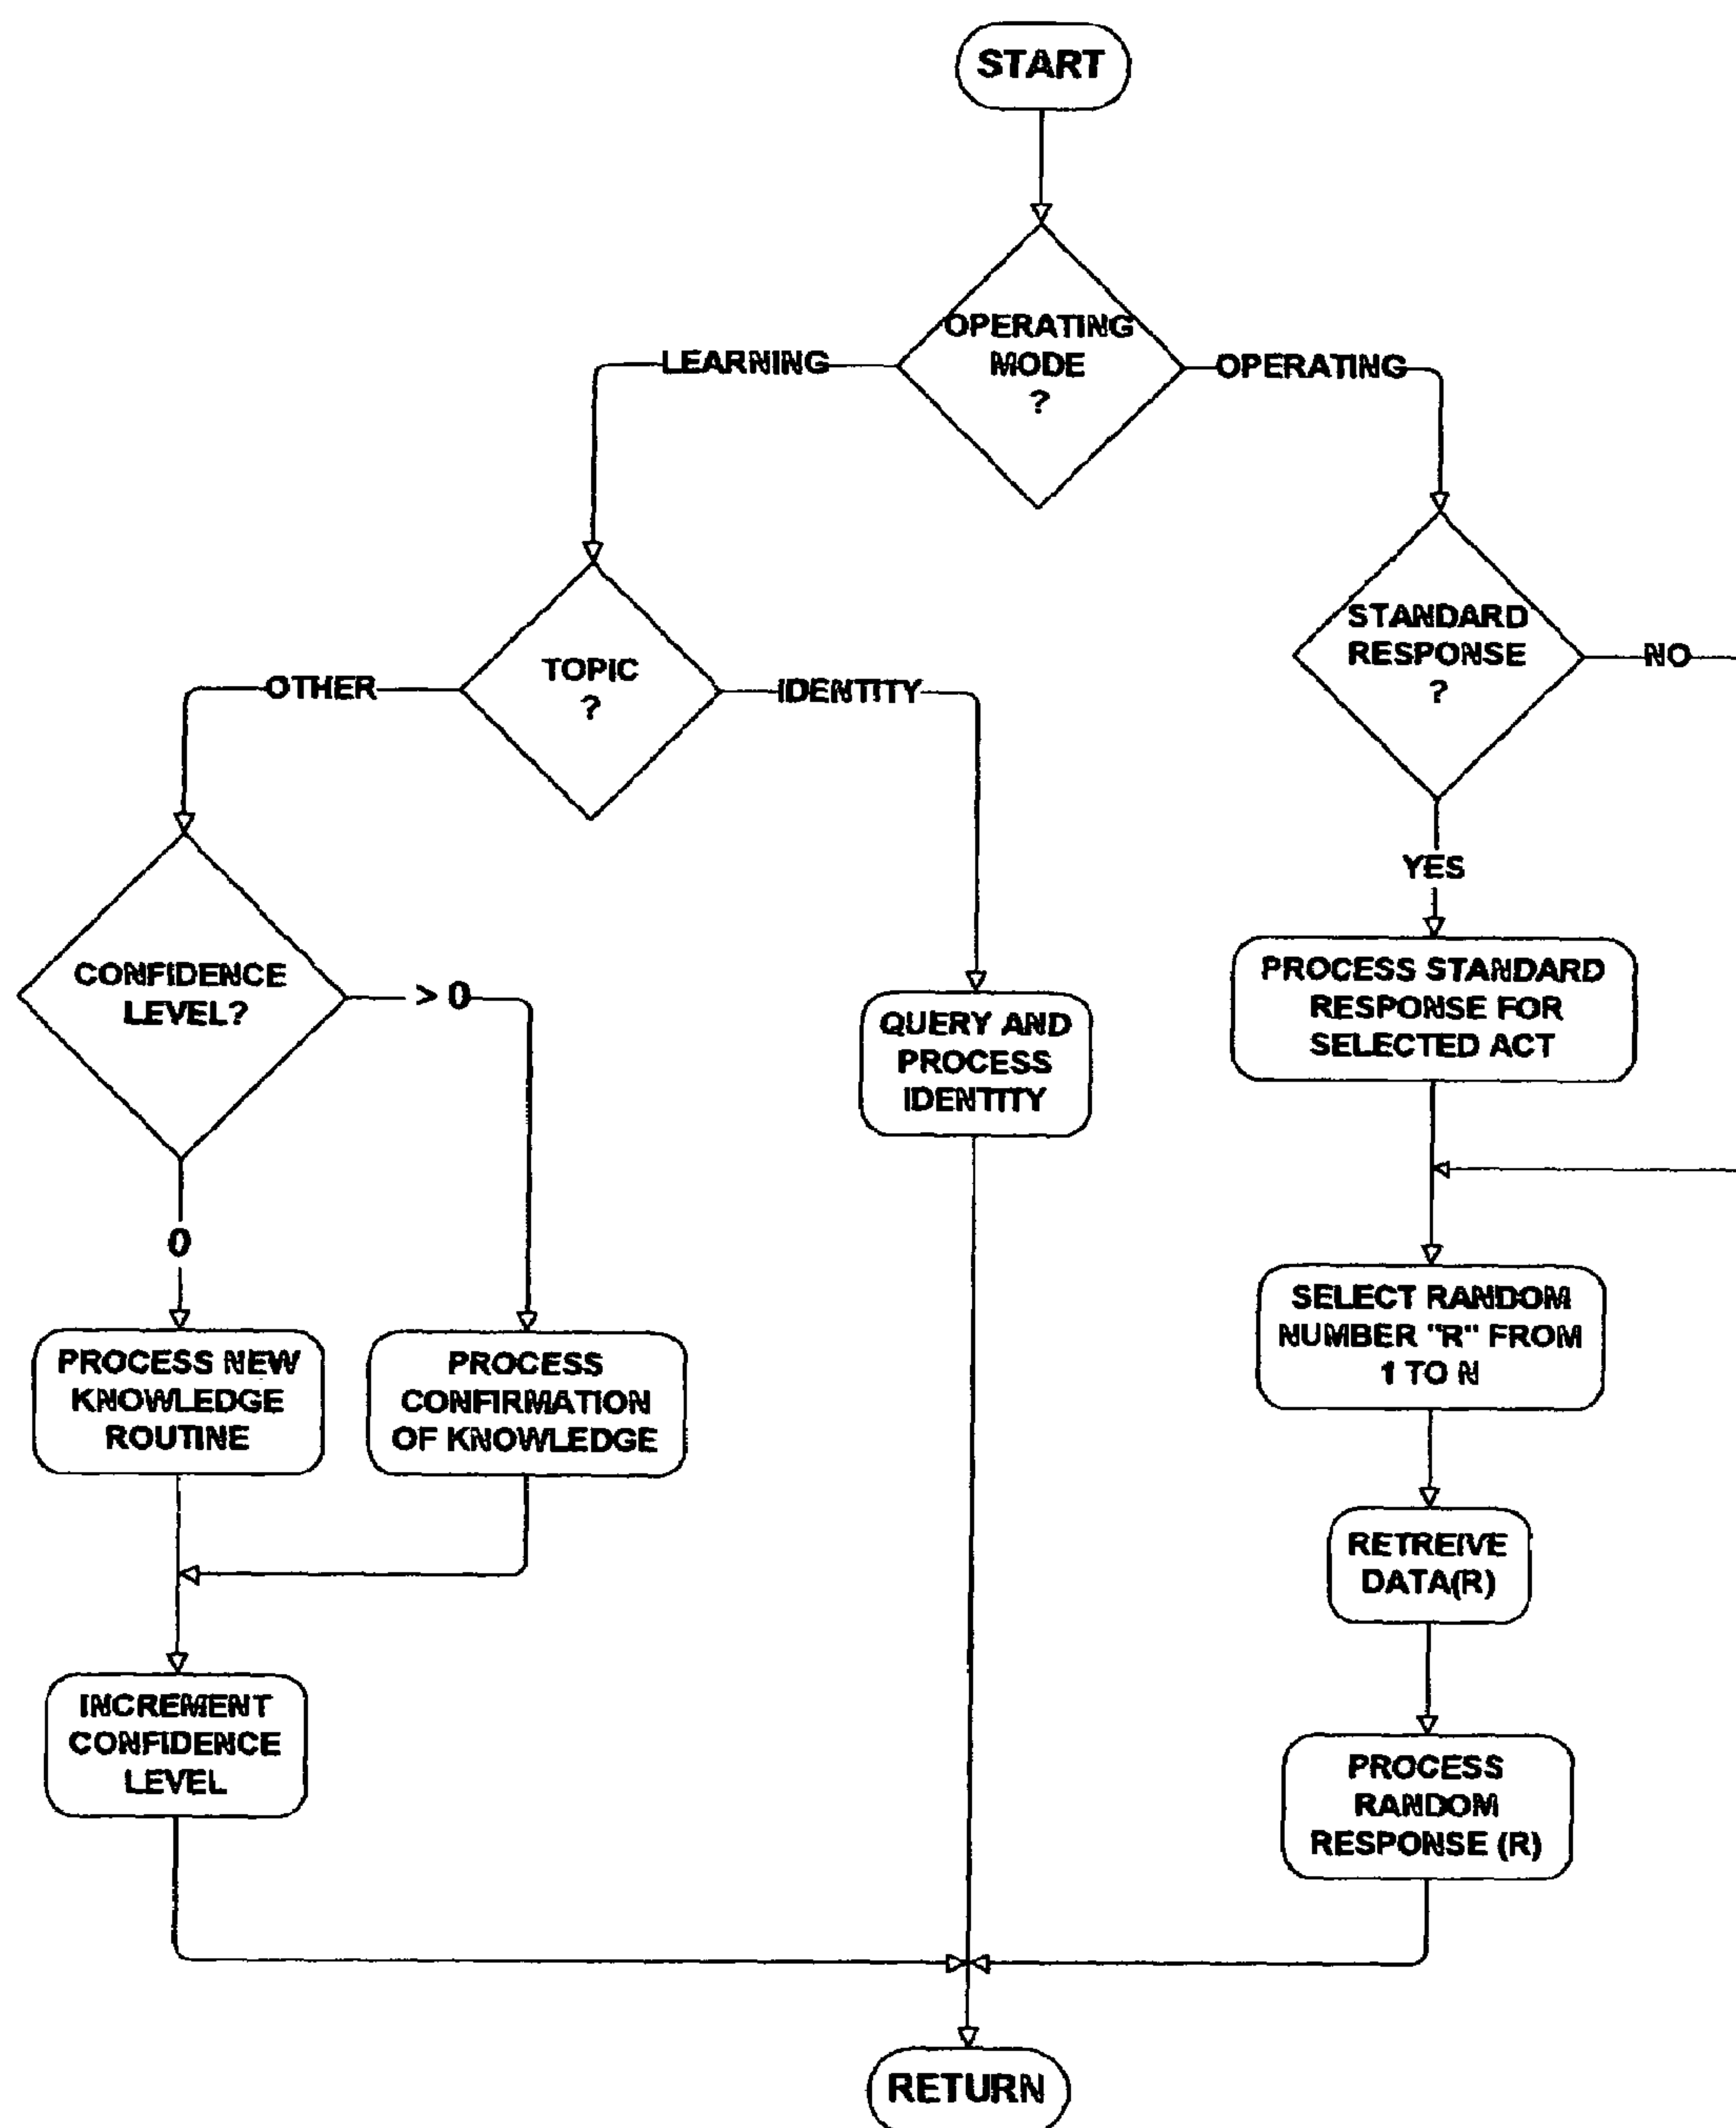 START
OPERATING
MODE
?
LEARNING
OPERATING
TOPIC
?
OTHER
IDENTITY
STANDARD
RESPONSE
?
NO
YES
CONFIDENCE
LEVEL?
> 0
0
QUERY AND
PROCESS
IDENTITY
PROCESS STANDARD
RESPONSE FOR
SELECTED ACT
PROCESS NEW
KNOWLEDGE
ROUTINE
PROCESS
CONFIRMATION
OF KNOWLEDGE
SELECT RANDOM
NUMBER "R" FROM
1 TO N
RETREIVE
DATA(R)
INCREMENT
CONFIDENCE
LEVEL
PROCESS
RANDOM
RESPONSE (R)
RETURN